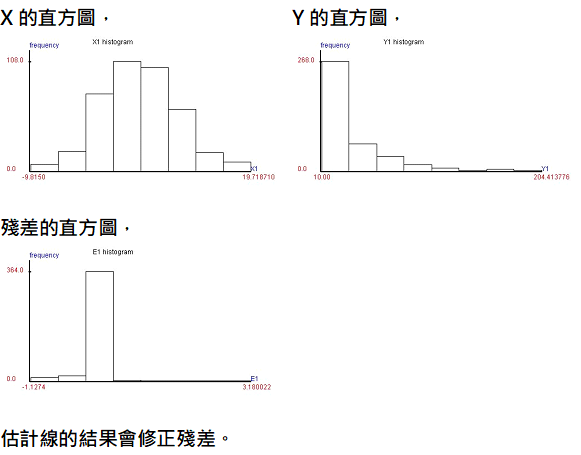 X 的直方圖，
Y 的直方圖，
X1 histogram
frequency
108.0
0.0
X1
-9.8150
19.718710
Y1 histogram
frequency
268.0
0.0
Y1
10.00
204.413776
殘差的直方圖，
E1 histogram
frequency
364.0
0.0
E1
-1.1274
3.180022
估計線的結果會修正殘差。